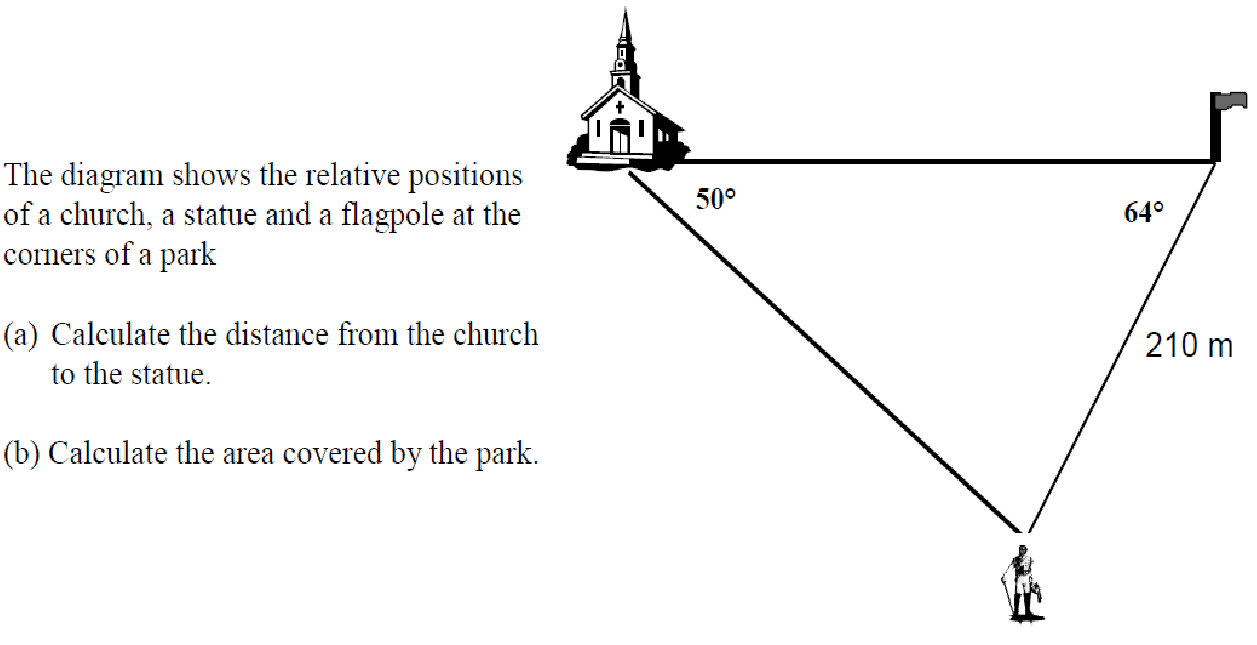 The diagram shows the relative positions
of a church, a statue and a flagpole at the
corners of a park
(a) Calculate the distance from the church
to the statue.
(b) Calculate the area covered by the park.
50°
64°
210 m